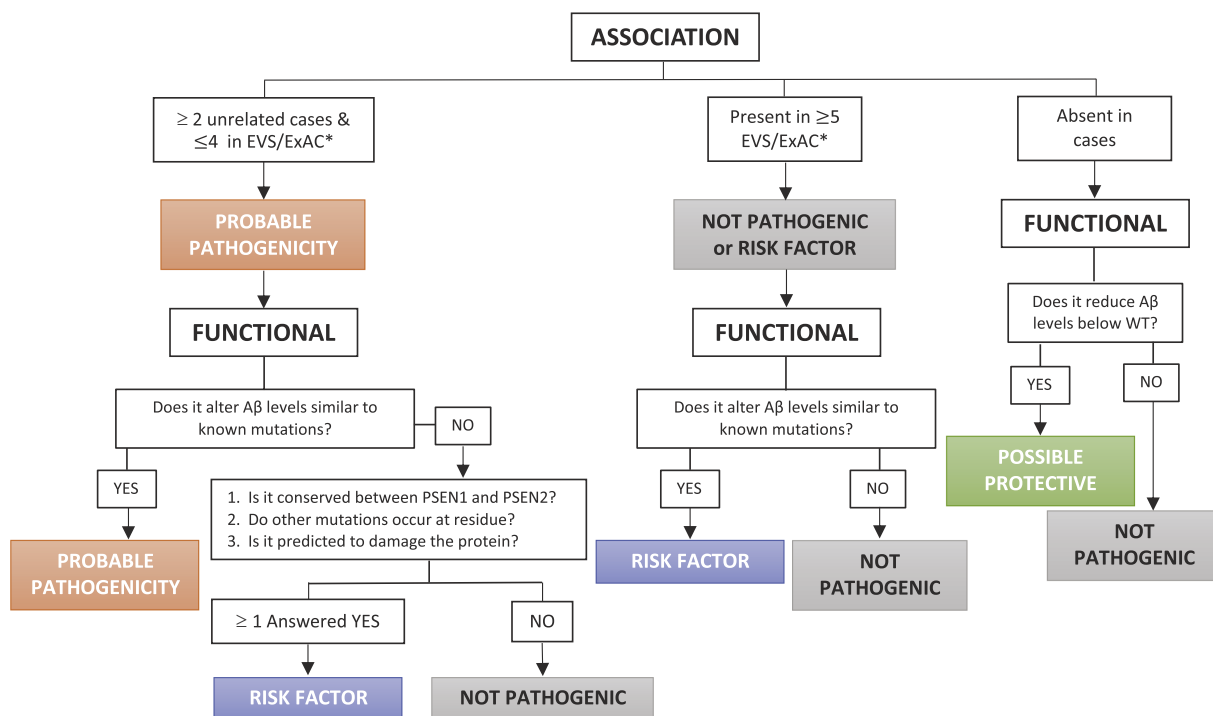 ASSOCIATION
≥ 2 unrelated cases &
≤4 in EVS/ExAC*
Present in ≥5
EVS/ExAC*
Absent in
cases
PROBABLE
PATHOGENICITY
NOT PATHOGENIC
or RISK FACTOR
FUNCTIONAL
FUNCTIONAL
FUNCTIONAL
Does it reduce Aβ
levels below WT?
Does it alter Aβ levels similar to
known mutations?
NO
Does it alter Aβ levels similar to
known mutations?
YES
NO
YES
YES
NO
POSSIBLE
PROTECTIVE
1. Is it conserved between PSEN1 and PSEN2?
2. Do other mutations occur at residue?
3. Is it predicted to damage the protein?
NOT
PATHOGENIC
PROBABLE
PATHOGENICITY
RISK FACTOR
NOT
PATHOGENIC
≥ 1 Answered YES
NO
RISK FACTOR
NOT PATHOGENIC